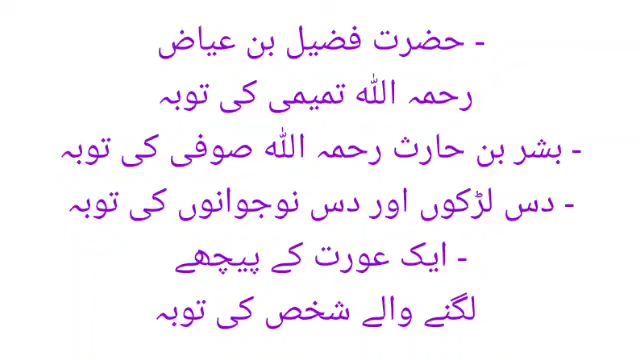 - حضرت فضیل بن عیاض
رحمہ اللہ تمیمی کی توبہ
- بشر بن حارث رحمہ اللہ صوفی کی توبہ
- دس لڑکوں اور دس نوجوانوں کی توبہ
- ایک عورت کے پیچھے
لگنے والے شخص کی توبہ